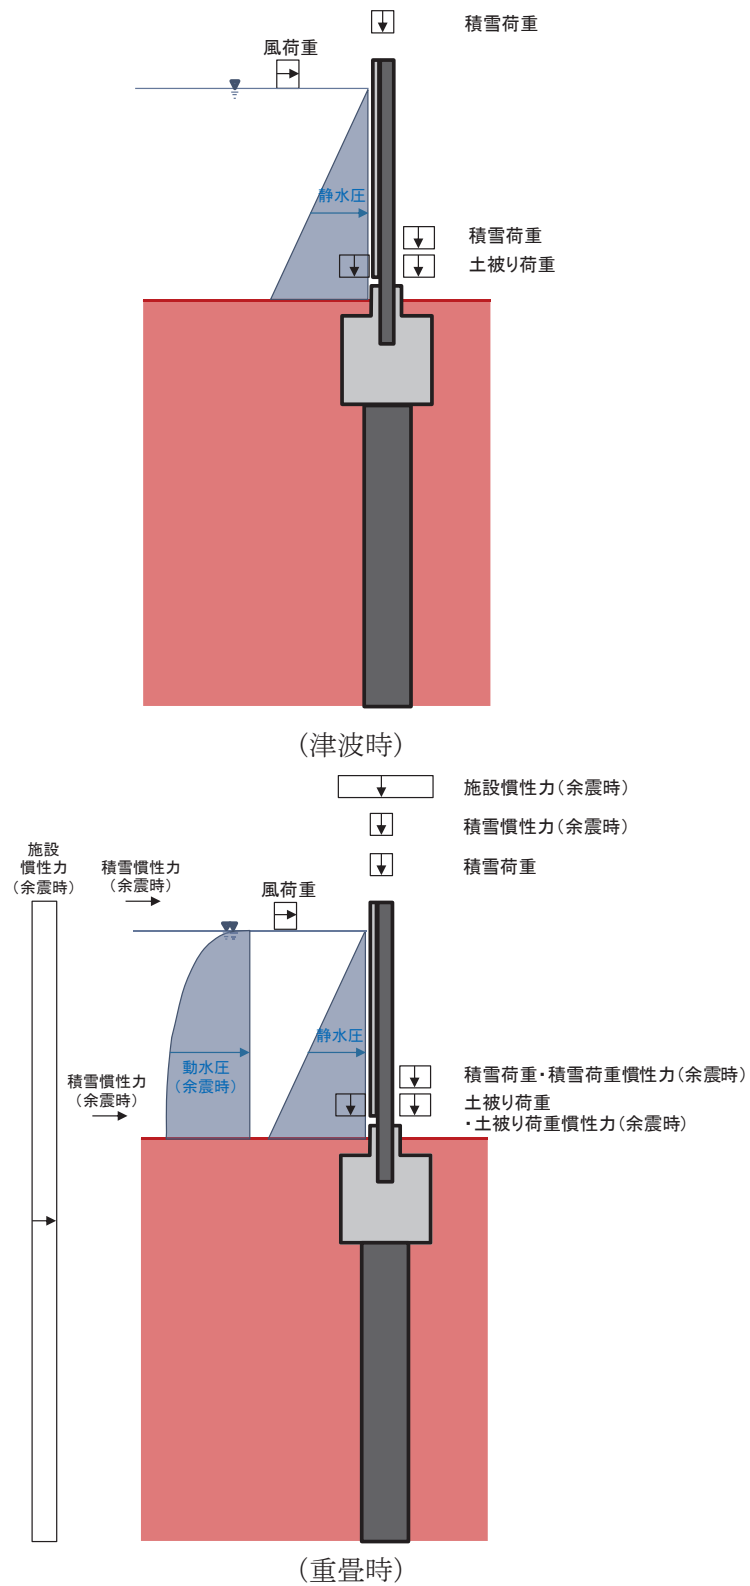 積雪荷重
風荷重
静水圧
積雪荷重
土被り荷重
（津波時）
施設慣性力（余震時）
積雪慣性力（余震時）
積雪荷重
施設
慣性力
（余震時）
積雪慣性力
（余震時）
風荷重
静水圧
動水圧
（余震時）
積雪慣性力
（余震時）
積雪荷重・積雪荷重慣性力（余震時）
土被り荷重
・土被り荷重慣性力（余震時）
（重畳時）